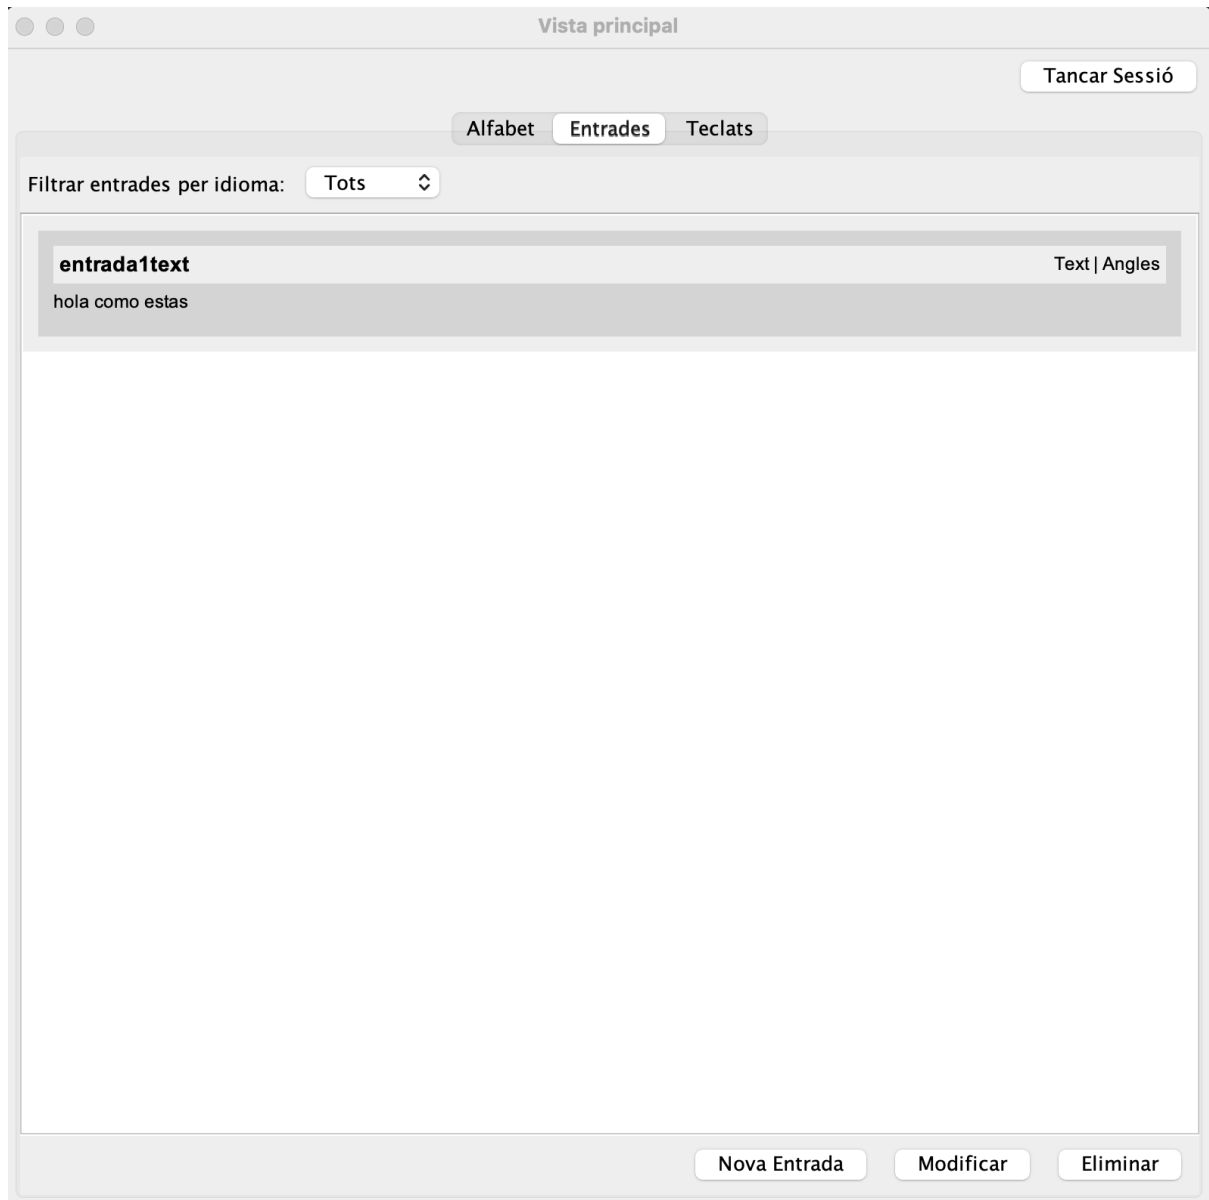 Vista principal
Tancar Sessió
Alfabet Entrades Teclats
Filtrar entrades per idioma: Tots
entrada1text Text | Angles
hola como estas
Nova Entrada Modificar Eliminar